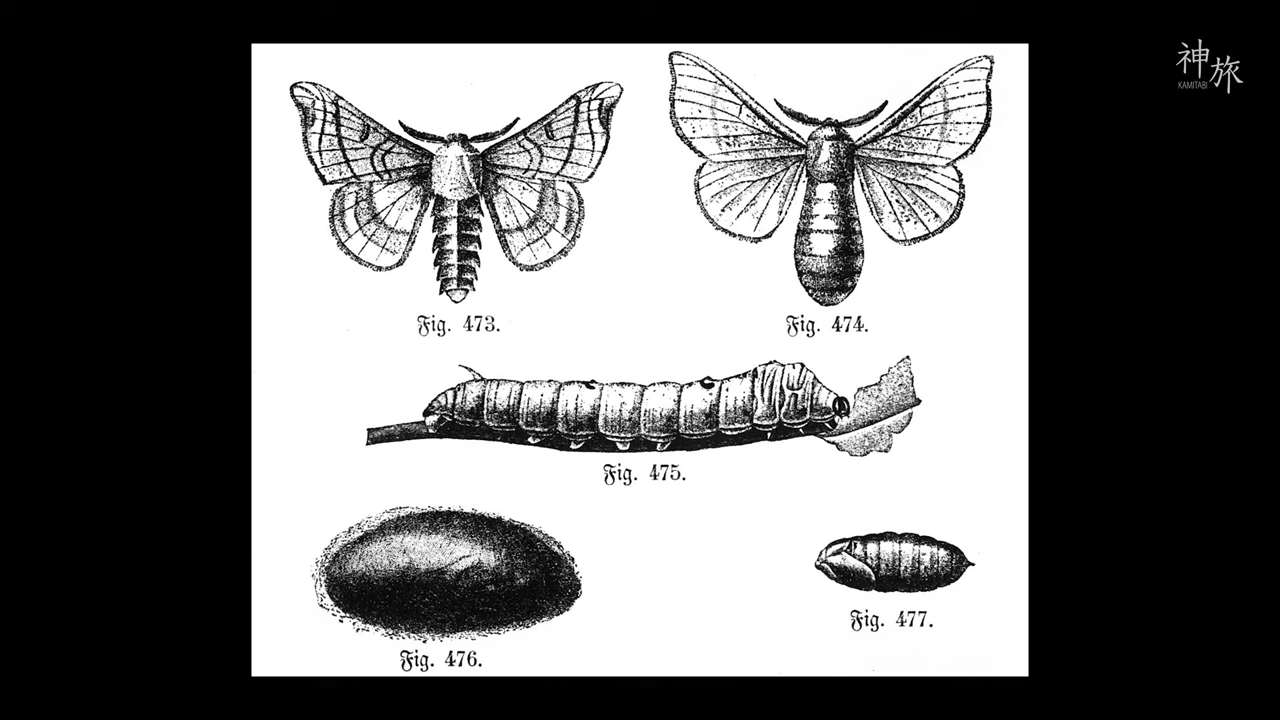 神旅
KAMITABI
Fig. 473.
Fig. 474.
Fig. 475.
Fig. 476.
Fig. 477.